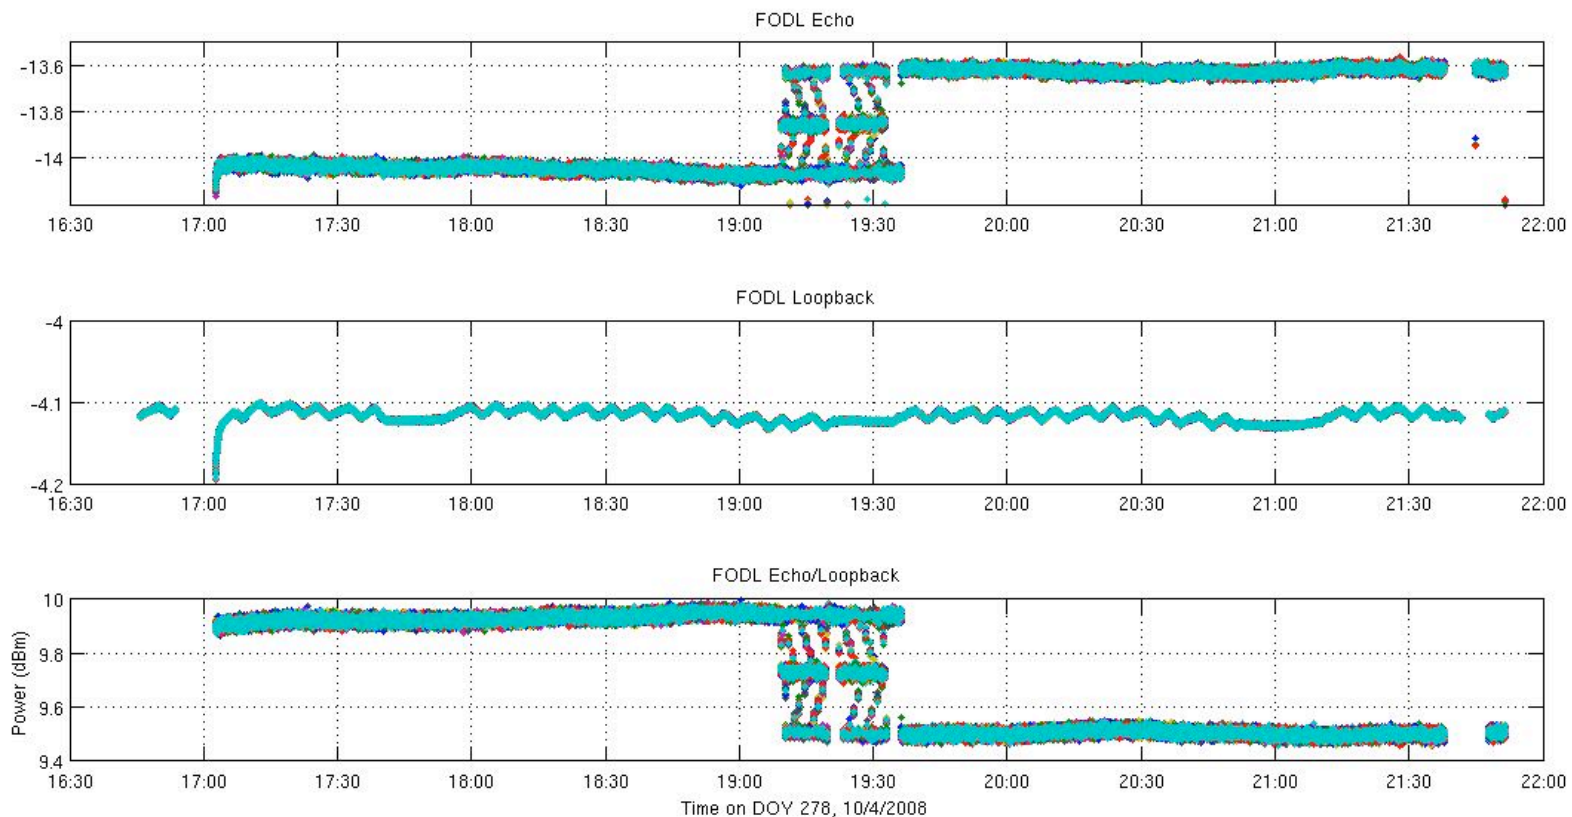 FODL Echo
-13.6
-13.8
-14
16:30 17:00 17:30 18:00 18:30 19:00 19:30 20:00 20:30 21:00 21:30 22:00
FODL Loopback
-4
-4.1
-4.2
16:30 17:00 17:30 18:00 18:30 19:00 19:30 20:00 20:30 21:00 21:30 22:00
FODL Echo/Loopback
10
9.8
9.6
9.4
Power (dBm)
16:30 17:00 17:30 18:00 18:30 19:00 19:30 20:00 20:30 21:00 21:30 22:00
Time on DOY 278, 10/4/2008